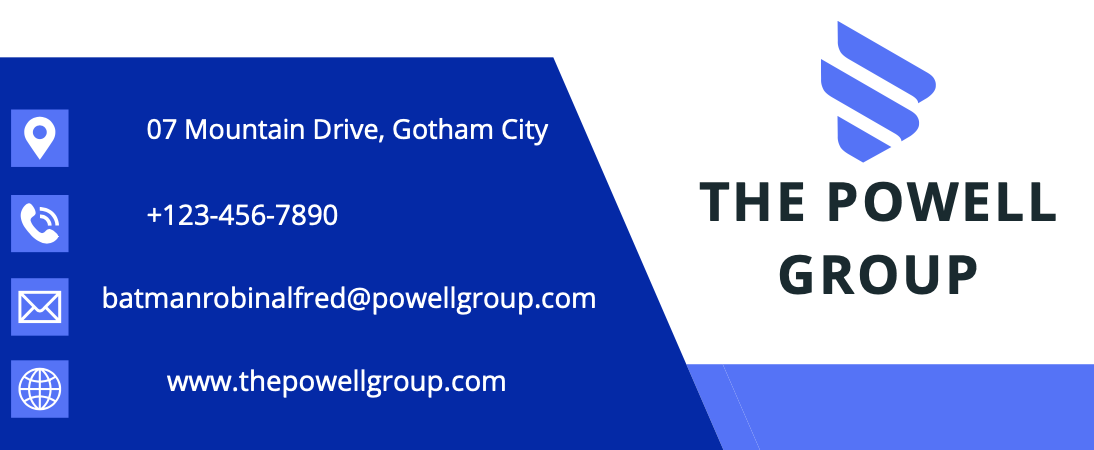 07 Mountain Drive, Gotham City
+123-456-7890
batmanrobinalfred@powellgroup.com
www.thepowellgroup.com
THE POWELL
GROUP